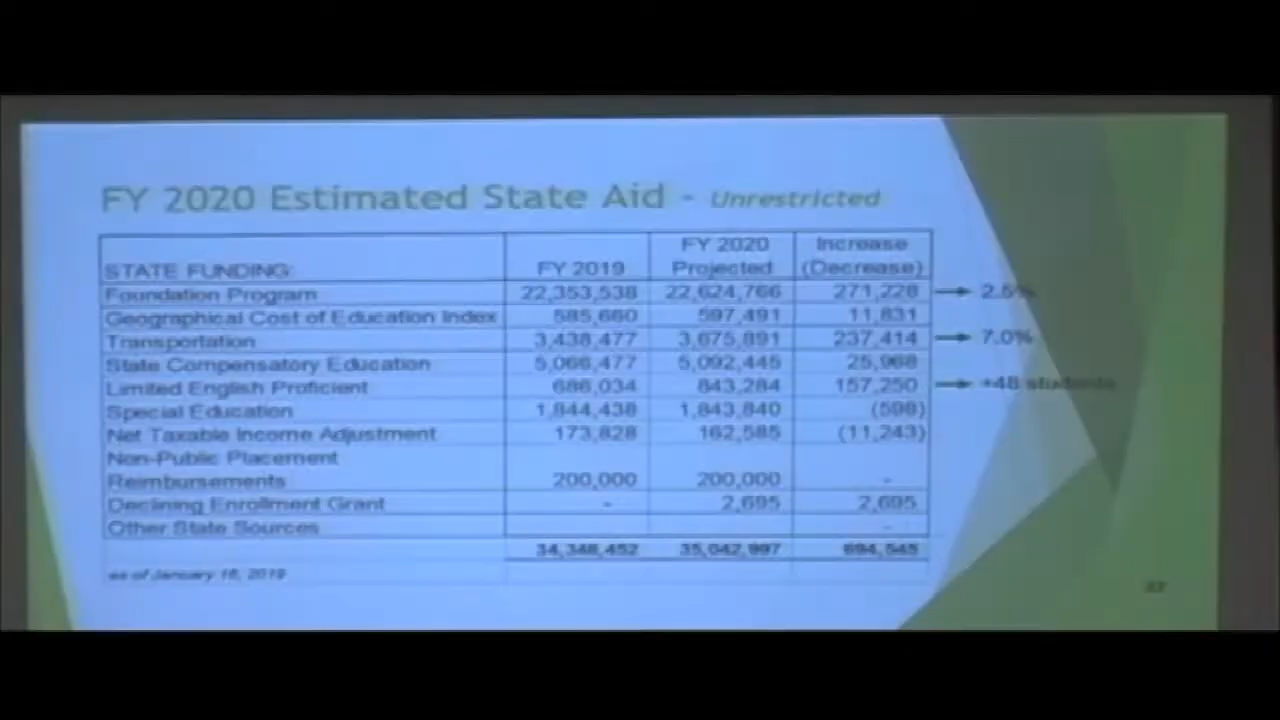 FY 2020 Estimated State Aid - Unrestricted
STATE FUNDING: FY 2019 FY 2020 Projected Increase (Decrease)
Foundation Program 22,353,538 22,624,766 271,228 → 2.5%
Geographical Cost of Education Index 585,660 597,491 11,831
Transportation 3,438,477 3,675,891 237,414 → 7.0%
State Compensatory Education 5,066,477 5,092,445 25,968
Limited English Proficient 686,034 843,284 157,250 → +48 students
Special Education 1,844,438 1,843,840 (598)
Net Taxable Income Adjustment 173,828 162,585 (11,243)
Non-Public Placement
Reimbursements 200,000 200,000 -
Declining Enrollment Grant - 2,695 2,695
Other State Sources -
34,348,452 35,042,997 694,545
as of January 2019